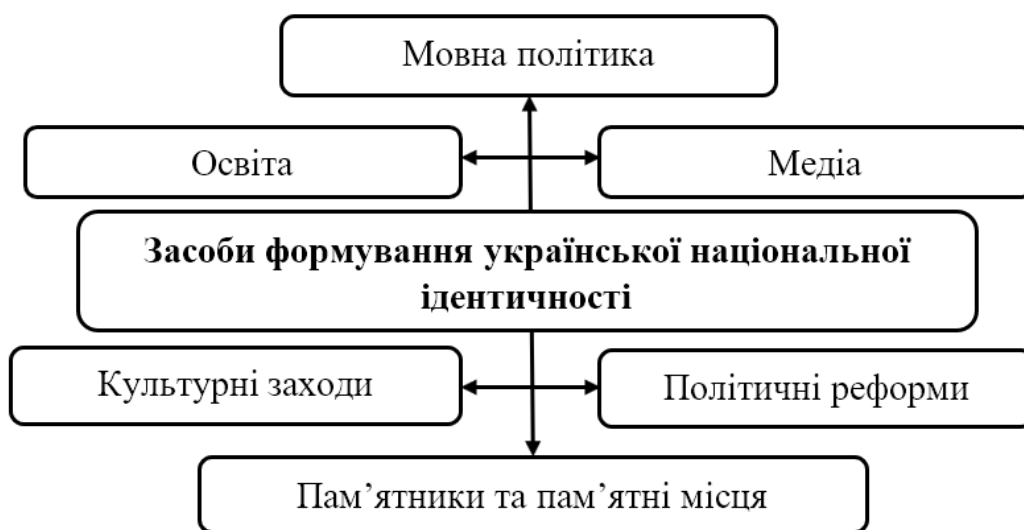 Мовна політика
Освіта
Медіа
Засоби формування української національної
ідентичності
Культурні заходи
Політичні реформи
Пам’ятники та пам’ятні місця